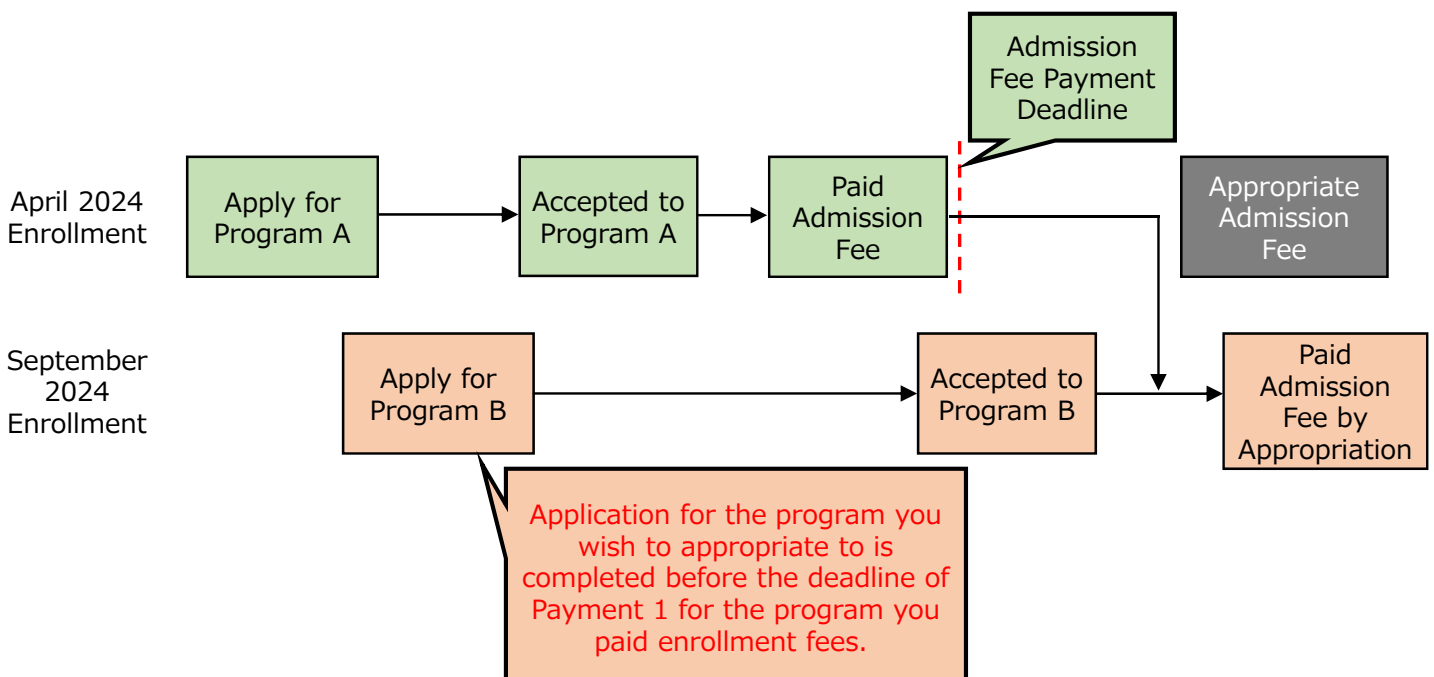 Admission
Fee Payment
Deadline
April 2024
Enrollment
Apply for
Program A
Accepted to
Program A
Paid
Admission
Fee
Appropriate
Admission
Fee
September
2024
Enrollment
Apply for
Program B
Accepted to
Program B
Paid
Admission
Fee by
Appropriation
Application for the program you
wish to appropriate to is
completed before the deadline of
Payment 1 for the program you
paid enrollment fees.